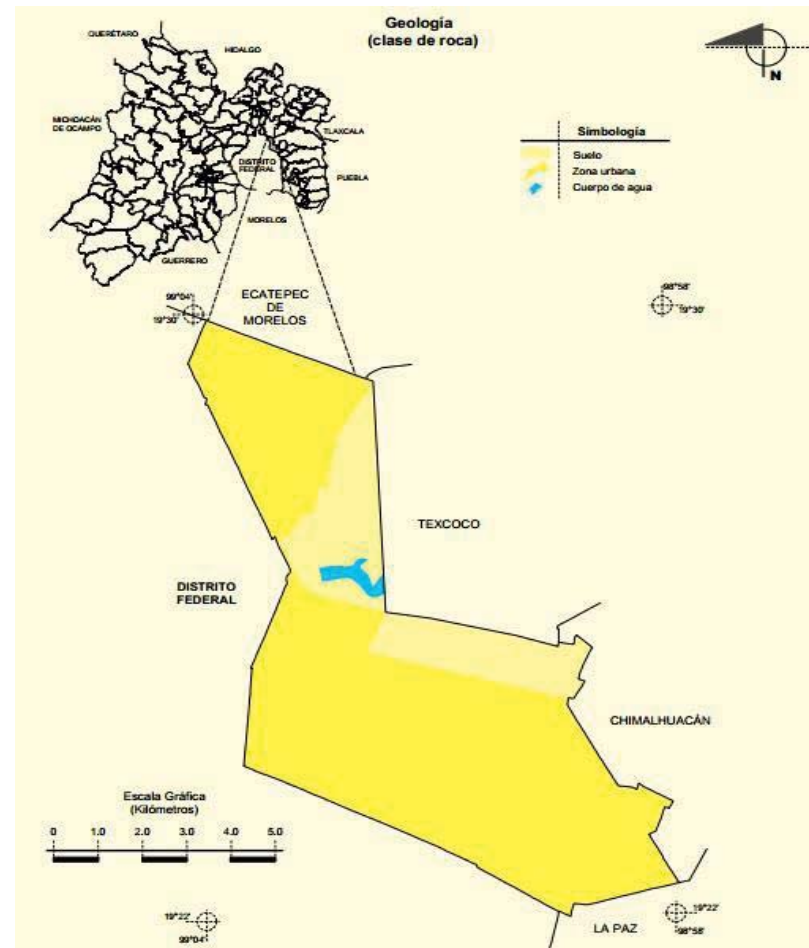 Geología
(clase de roca)
N
QUERÉTARO
HIDALGO
MICHOACÁN
DE OCAMPO
TLAXCALA
DISTRITO
FEDERAL
PUEBLA
MORELOS
GUERRERO
Simbología
Suelo
Zona urbana
Cuerpo de agua
99°04'
19°30'
ECATEPEC
DE
MORELOS
98°58'
19°30'
TEXCOCO
DISTRITO
FEDERAL
CHIMALHUACÁN
Escala Gráfica
(Kilómetros)
0 1.0 2.0 3.0 4.0 5.0
19°22'
99°04'
LA PAZ
19°22'
98°58'